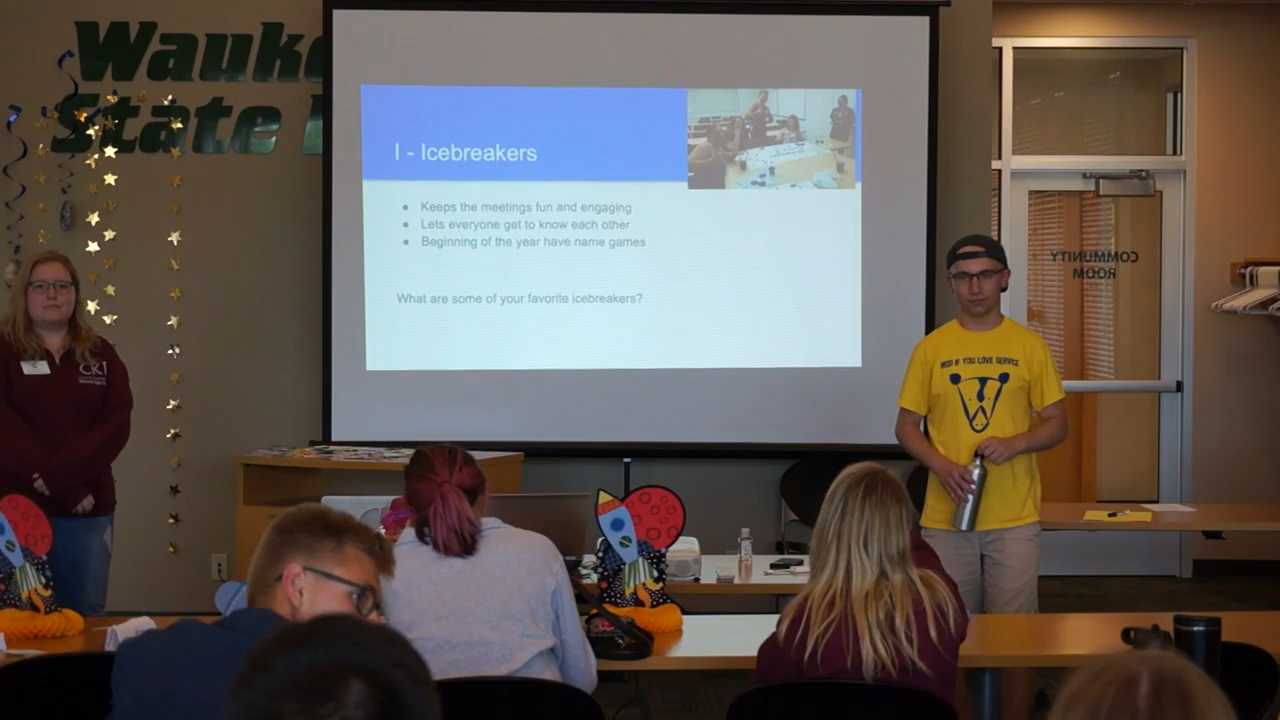 Wauke
State
I - Icebreakers
Keeps the meetings fun and engaging
Lets everyone get to know each other
Beginning of the year have name games
What are some of your favorite icebreakers?
COMMUNITY
ROOM
CKI
IF YOU LOVE SERVICE